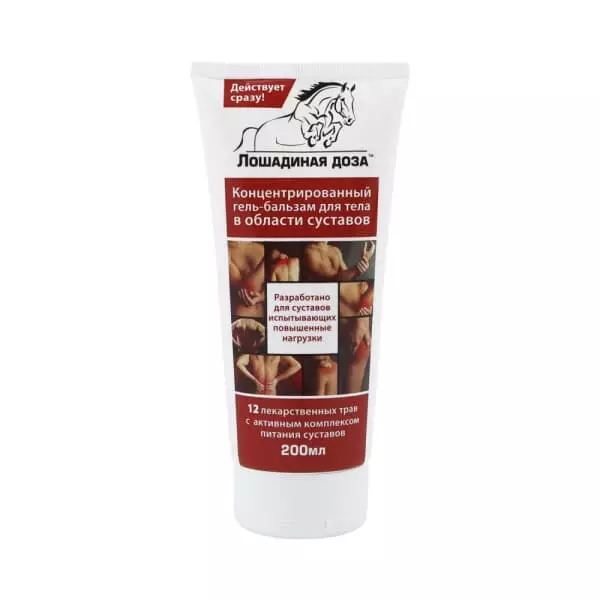 Действует
сразу!
Лошадиная доза™
Концентрированный
гель-бальзам для тела
в области суставов
Разработано
для суставов
испытывающих
повышенные
нагрузки
12 лекарственных трав
с активным комплексом
питания суставов
200мл